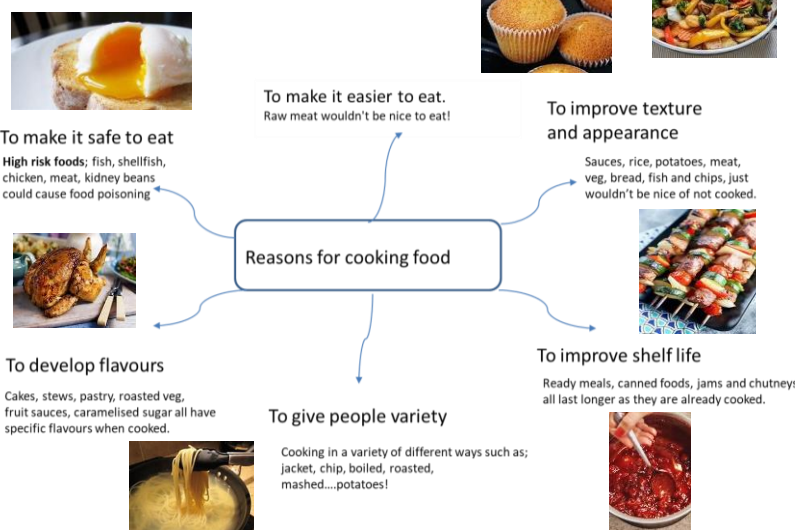 To make it easier to eat.
Raw meat wouldn't be nice to eat!
To improve texture
and appearance
Sauces, rice, potatoes, meat,
veg, bread, fish and chips, just
wouldn't be nice of not cooked.
To make it safe to eat
High risk foods; fish, shellfish,
chicken, meat, kidney beans
could cause food poisoning
Reasons for cooking food
To develop flavours
Cakes, stews, pastry, roasted veg,
fruit sauces, caramelised sugar all have
specific flavours when cooked.
To give people variety
Cooking in a variety of different ways such as;
jacket, chip, boiled, roasted,
mashed....potatoes!
To improve shelf life
Ready meals, canned foods, jams and chutneys
all last longer as they are already cooked.